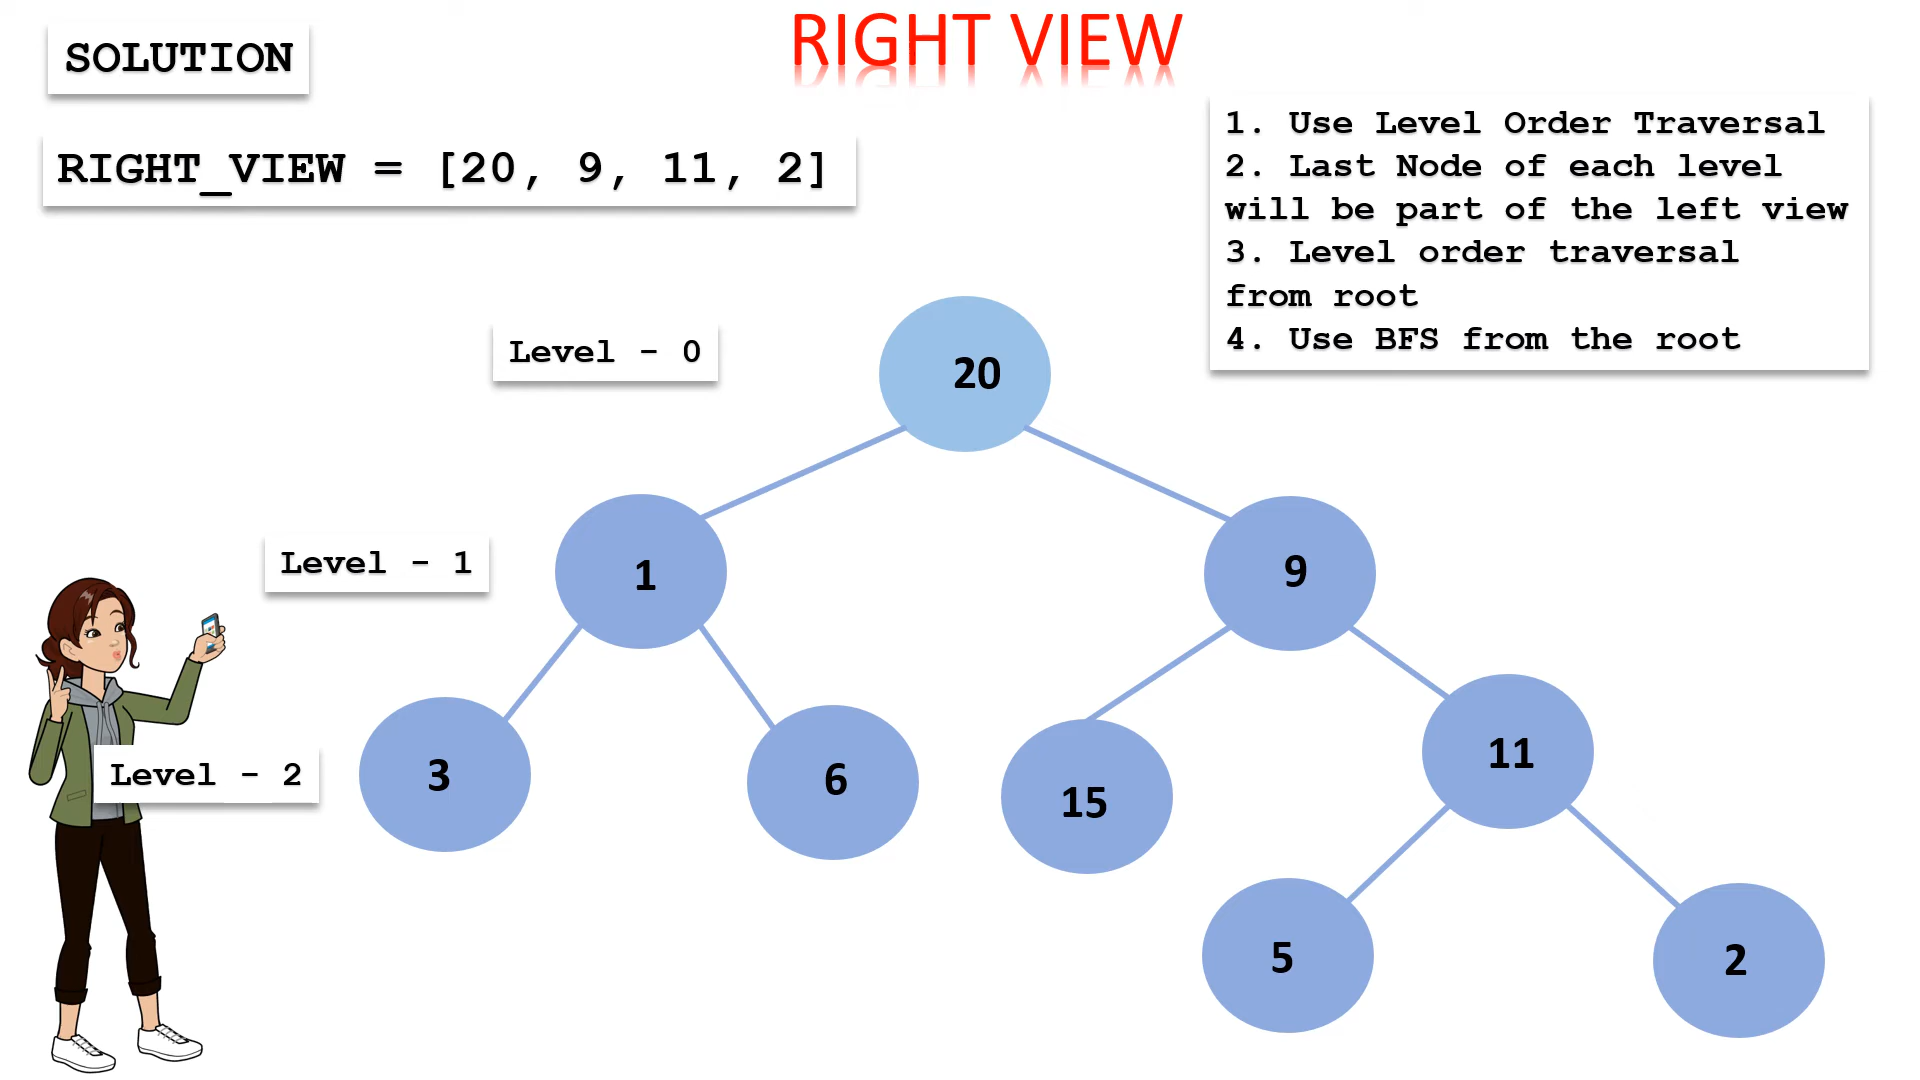 RIGHT VIEW
SOLUTION
RIGHT_VIEW = [20, 9, 11, 2]
1. Use Level Order Traversal
2. Last Node of each level
will be part of the left view
3. Level order traversal
from root
4. Use BFS from the root
Level - 0
20
Level - 1
1
9
Level - 2
3
6
15
11
5
2